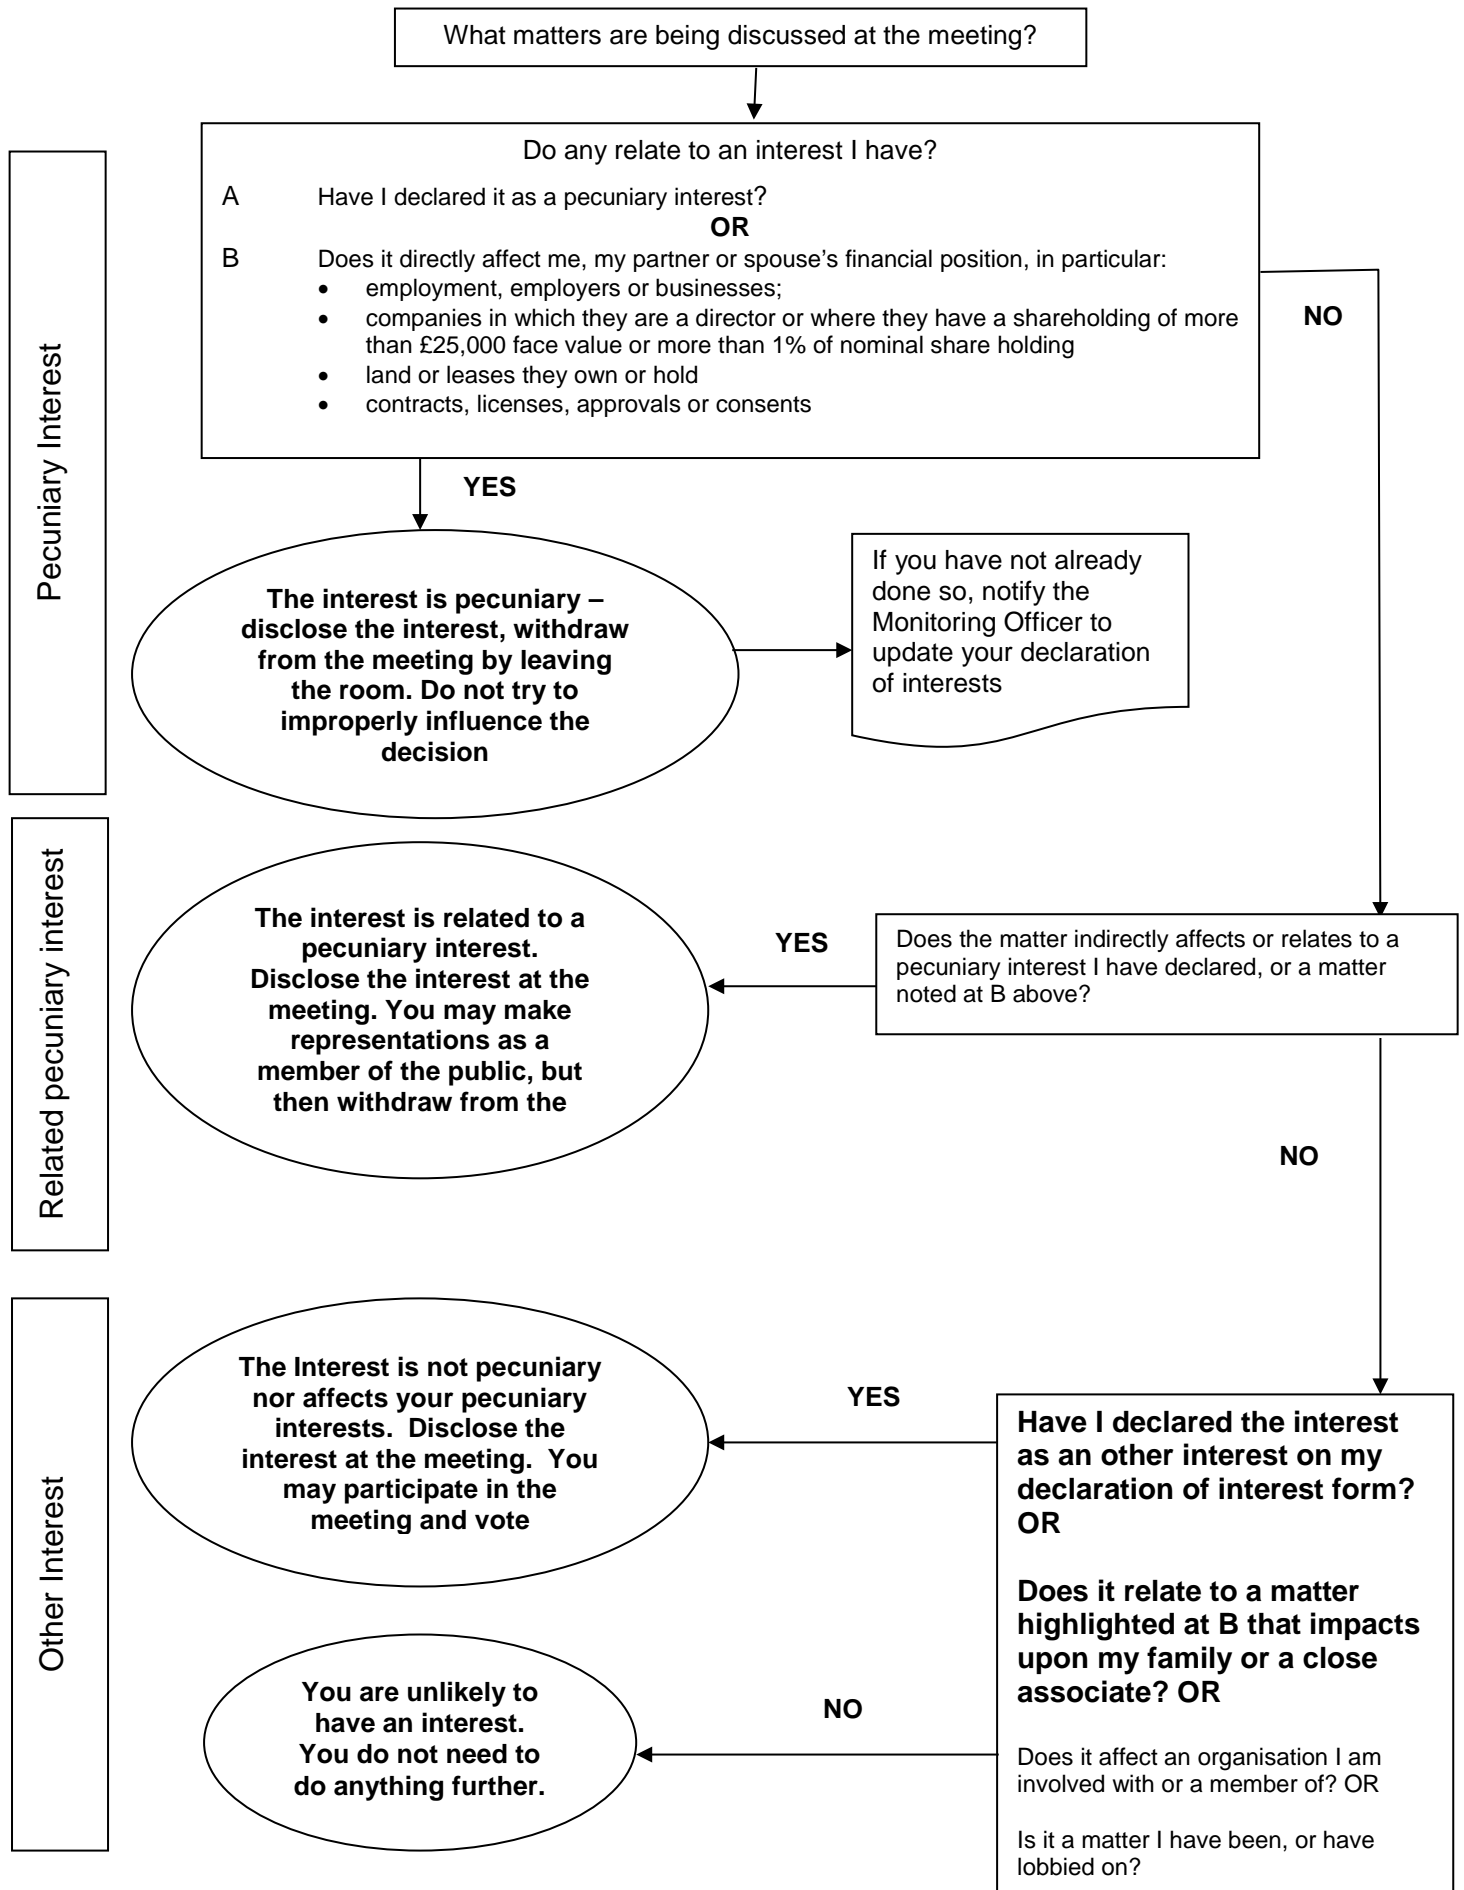 What matters are being discussed at the meeting?
Do any relate to an interest I have?
A Have I declared it as a pecuniary interest?
OR
B Does it directly affect me, my partner or spouse's financial position, in particular:
• employment, employers or businesses;
• companies in which they are a director or where they have a shareholding of more
than £25,000 face value or more than 1% of nominal share holding
• land or leases they own or hold
• contracts, licenses, approvals or consents
NO
Pecuniary Interest
YES
The interest is pecuniary –
disclose the interest, withdraw
from the meeting by leaving
the room. Do not try to
improperly influence the
decision
If you have not already
done so, notify the
Monitoring Officer to
update your declaration
of interests
Related pecuniary interest
The interest is related to a
pecuniary interest.
Disclose the interest at the
meeting. You may make
representations as a
member of the public, but
then withdraw from the
YES
Does the matter indirectly affects or relates to a
pecuniary interest I have declared, or a matter
noted at B above?
NO
Other Interest
The Interest is not pecuniary
nor affects your pecuniary
interests. Disclose the
interest at the meeting. You
may participate in the
meeting and vote
YES
Have I declared the interest
as an other interest on my
declaration of interest form?
OR
Does it relate to a matter
highlighted at B that impacts
upon my family or a close
associate? OR
Does it affect an organisation I am
involved with or a member of? OR
Is it a matter I have been, or have
lobbied on?
NO
You are unlikely to
have an interest.
You do not need to
do anything further.